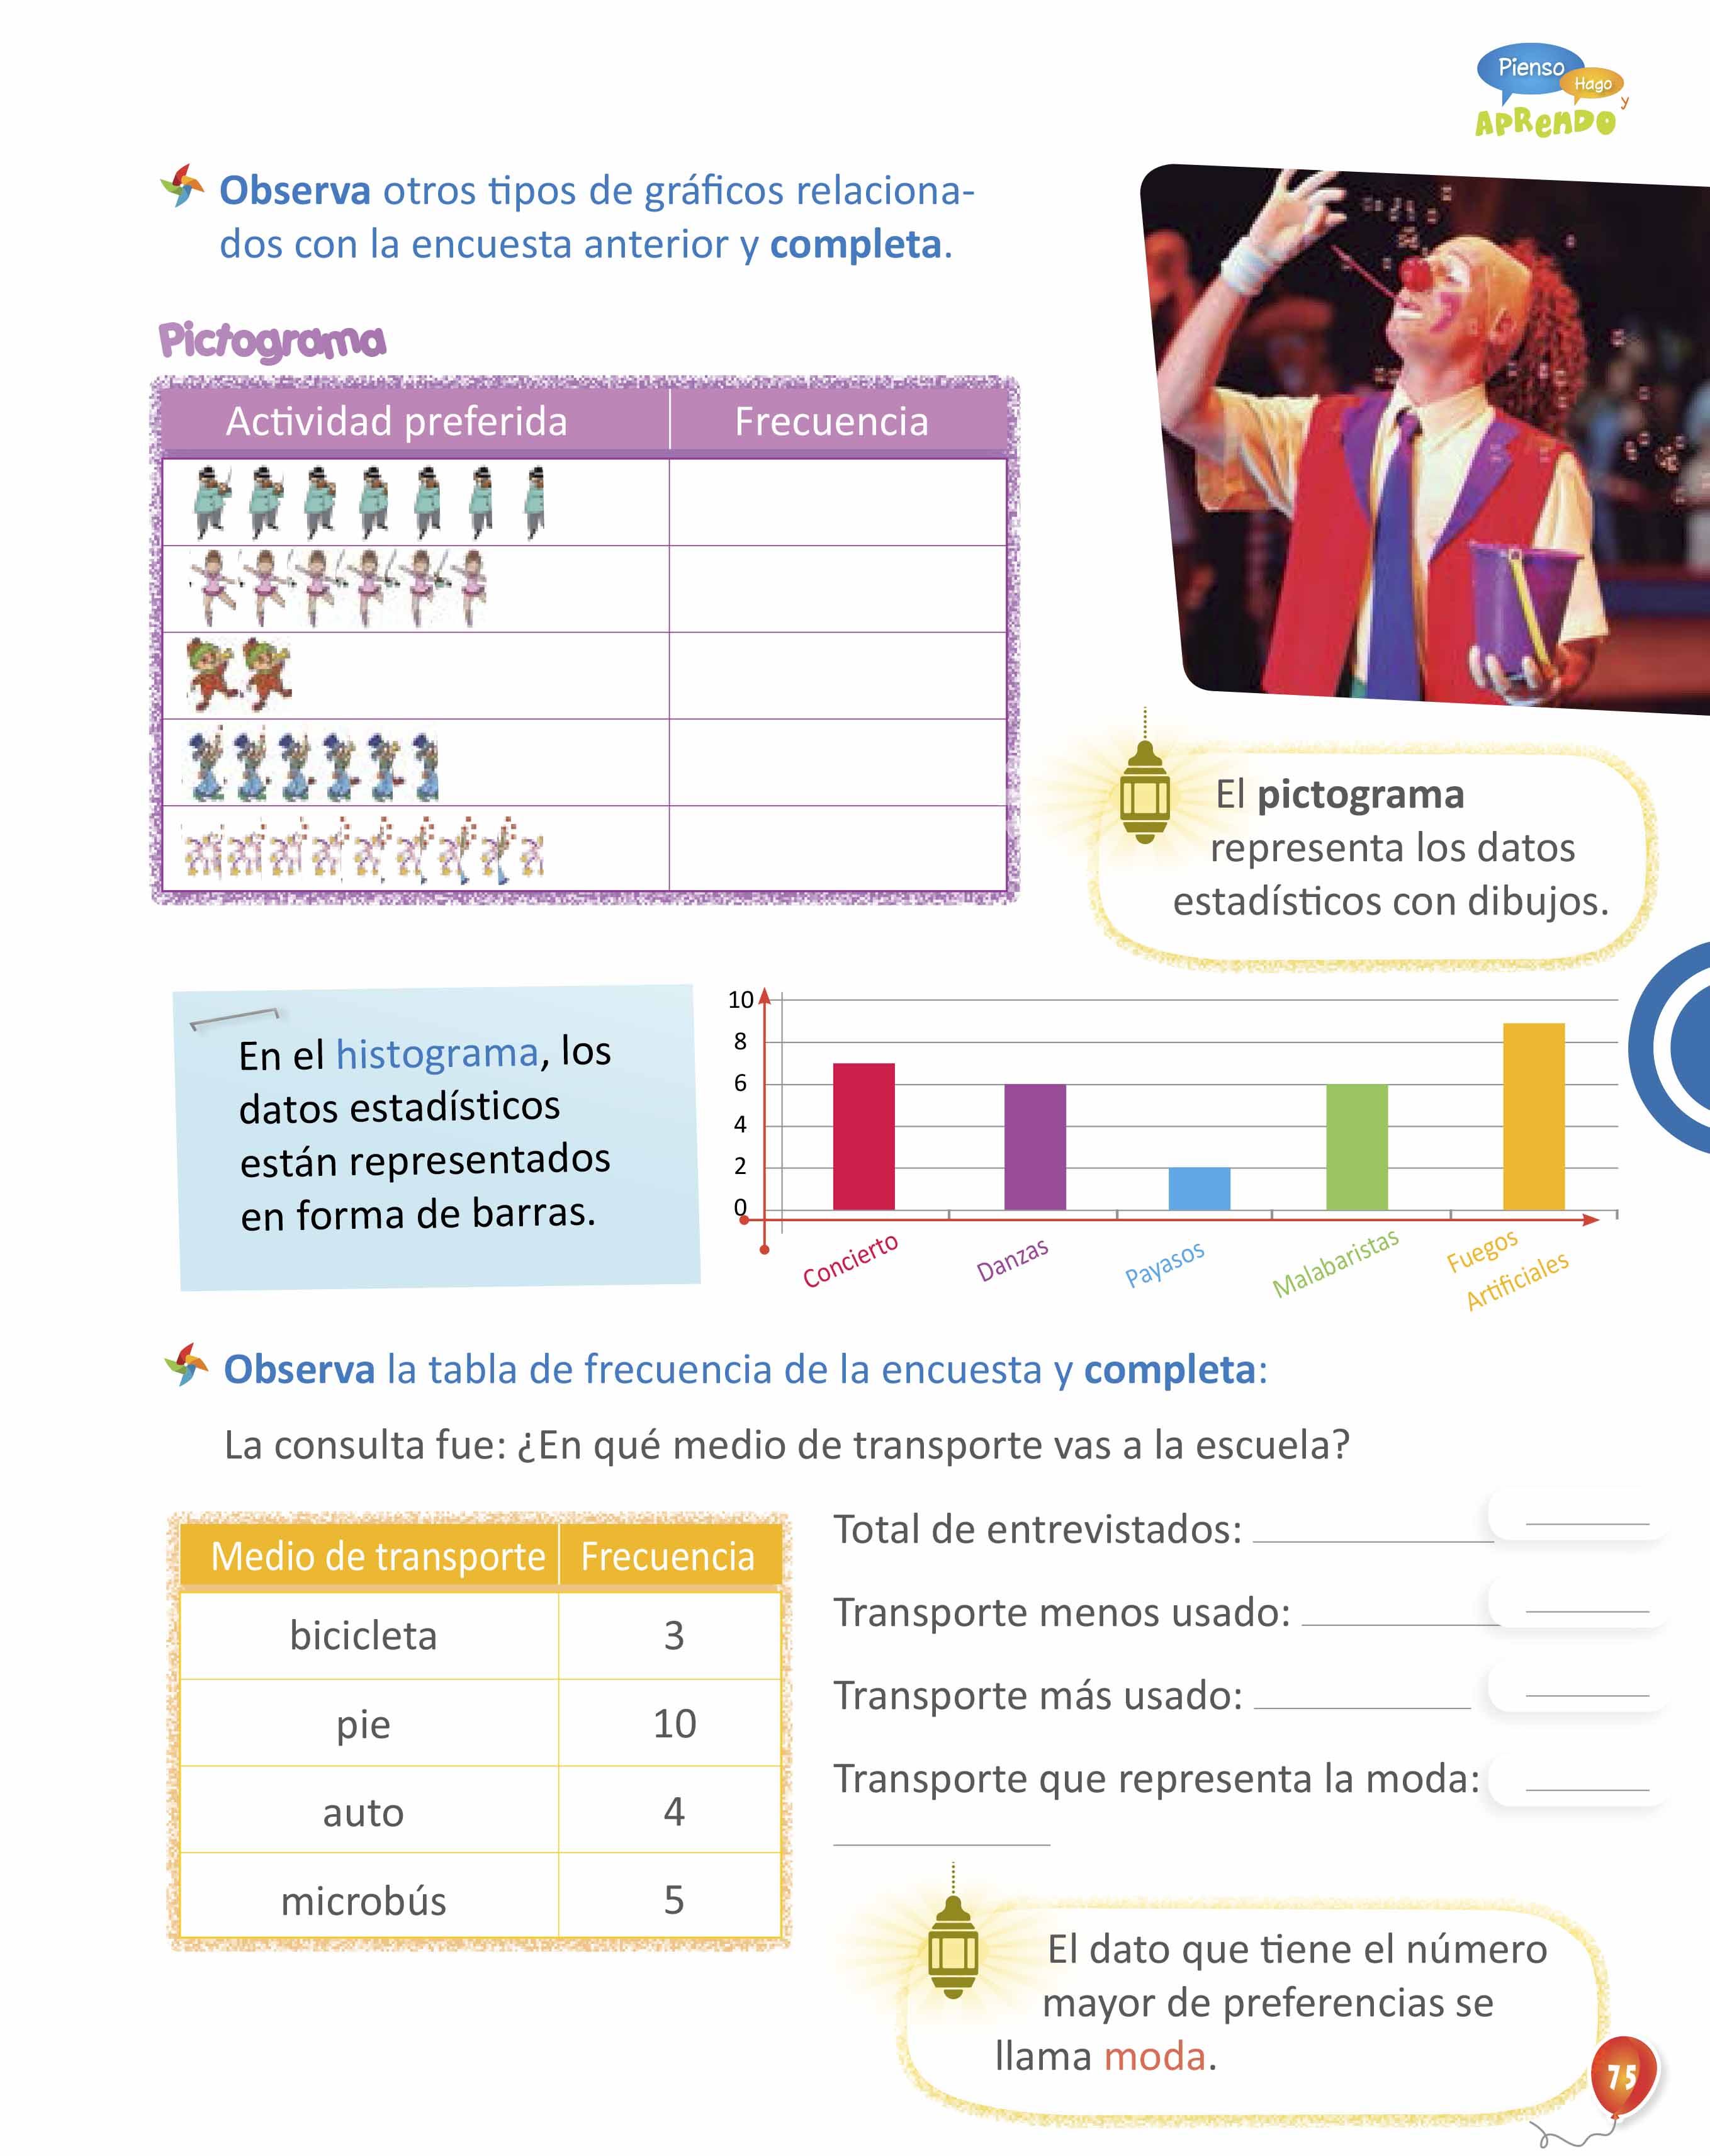 Pienso
Hago
y
APRenDO
Observa otros tipos de gráficos relaciona-
dos con la encuesta anterior y completa.
Pictograma
Actividad preferida Frecuencia
El pictograma
representa los datos
estadísticos con dibujos.
En el histograma, los
datos estadísticos
están representados
en forma de barras.
10
8
6
4
2
0
Concierto Danzas Payasos Malabaristas Fuegos
Artificiales
Observa la tabla de frecuencia de la encuesta y completa:
La consulta fue: ¿En qué medio de transporte vas a la escuela?
Medio de transporte Frecuencia
bicicleta 3
pie 10
auto 4
microbús 5
Total de entrevistados:
Transporte menos usado:
Transporte más usado:
Transporte que representa la moda:
El dato que tiene el número
mayor de preferencias se
llama moda.
75